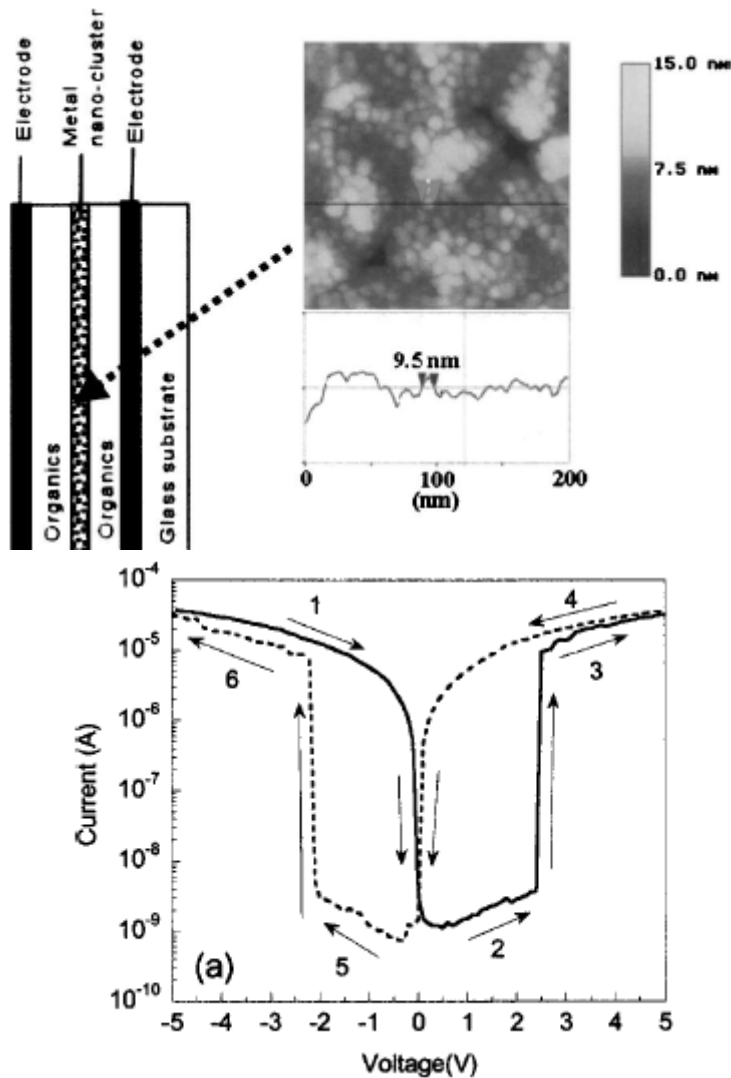 Electrode
Metal
nano-cluster
Electrode
Organics
Organics
Glass substrate
15.0 nm
7.5 nm
0.0 nm
9.5 nm
0
100
200
(nm)
10-4
10-5
10-6
10-7
10-8
10-9
10-10
Current (A)
1
2
3
4
5
6
(a)
-5 -4 -3 -2 -1 0 1 2 3 4 5
Voltage(V)